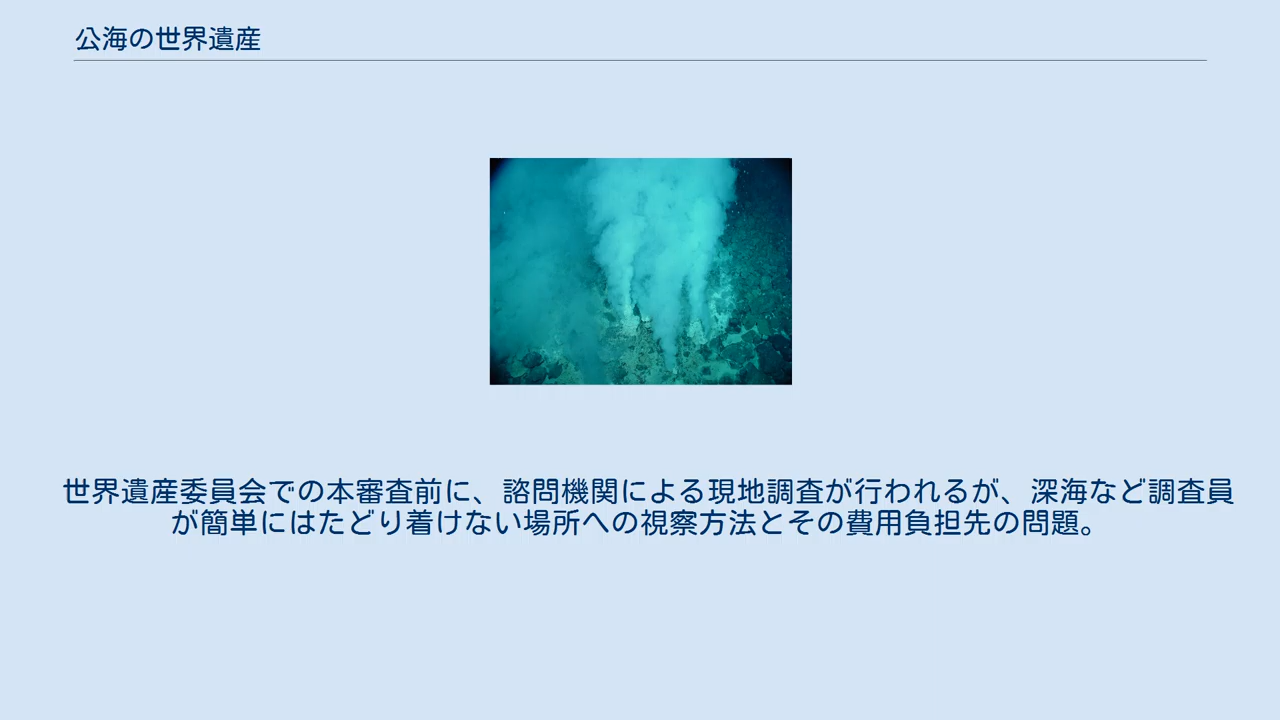 公海の世界遺産
世界遺産委員会での本審査前に、諮問機関による現地調査が行われるが、深海など調査員
が簡単にはたどり着けない場所への視察方法とその費用負担先の問題。